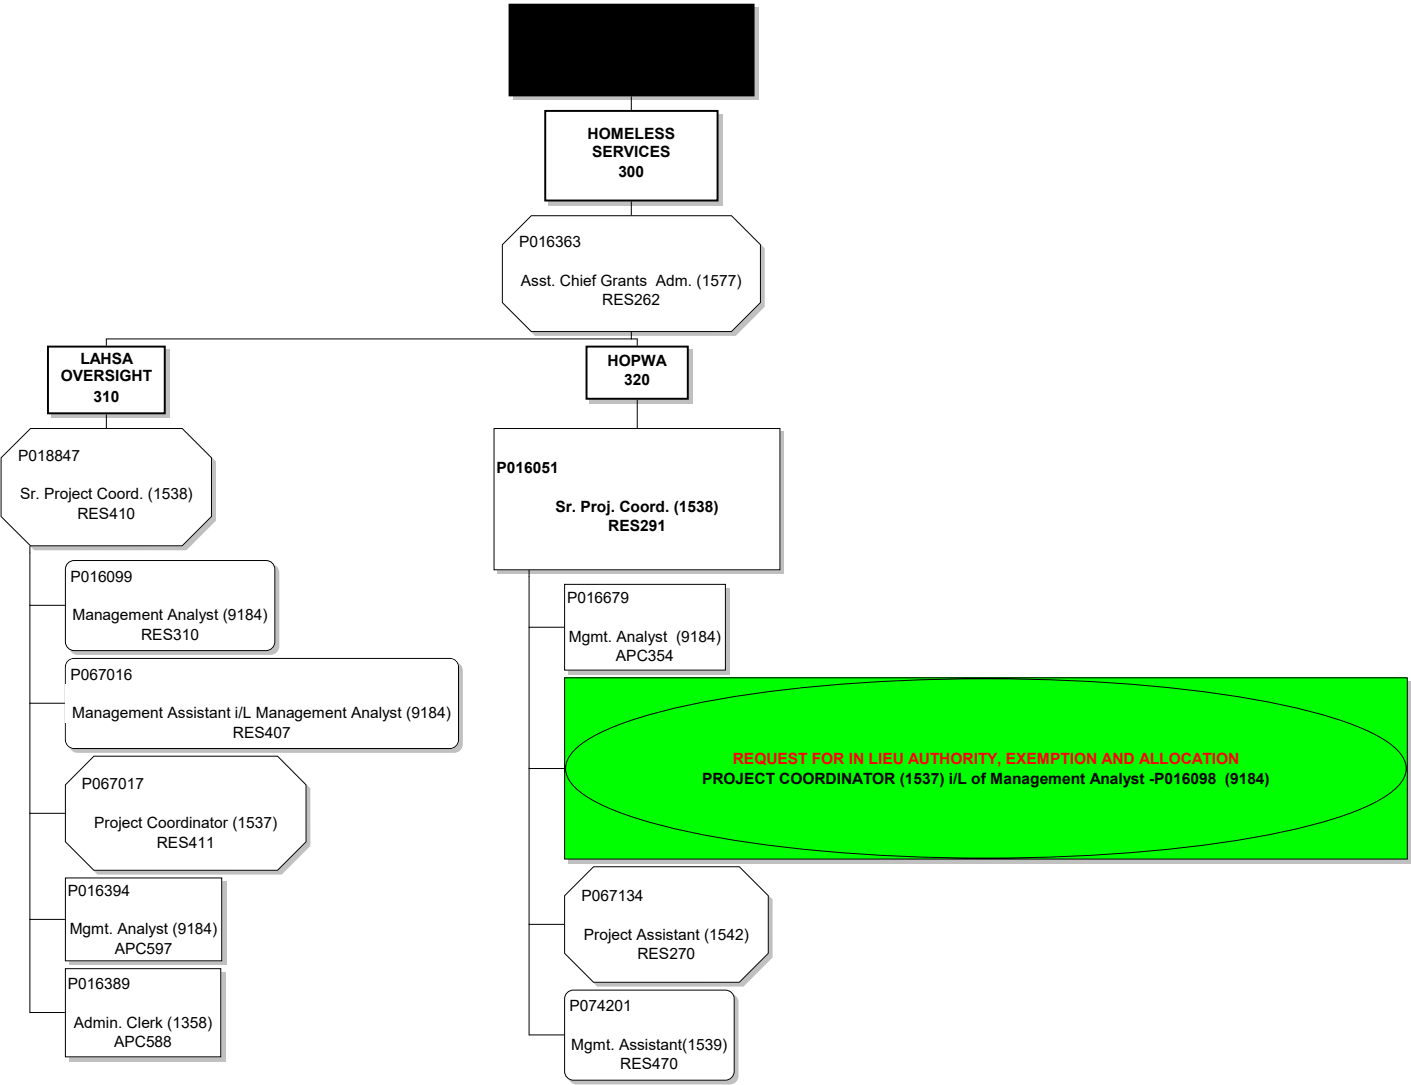 HOMELESS
SERVICES
300
P016363
Asst. Chief Grants  Adm. (1577)
RES262
LAHSA
OVERSIGHT
310
P018847
Sr. Project Coord. (1538)
RES410
P016099
Management Analyst (9184)
RES310
P067016
Management Assistant i/L Management Analyst (9184)
RES407
P067017
Project Coordinator (1537)
RES411
P016394
Mgmt. Analyst (9184)
APC597
P016389
Admin. Clerk (1358)
APC588
HOPWA
320
P016051
Sr. Proj. Coord. (1538)
RES291
P016679
Mgmt. Analyst  (9184)
APC354
REQUEST FOR IN LIEU AUTHORITY, EXEMPTION AND ALLOCATION
PROJECT COORDINATOR (1537) i/L of Management Analyst -P016098  (9184)
P067134
Project Assistant (1542)
RES270
P074201
Mgmt. Assistant(1539)
RES470